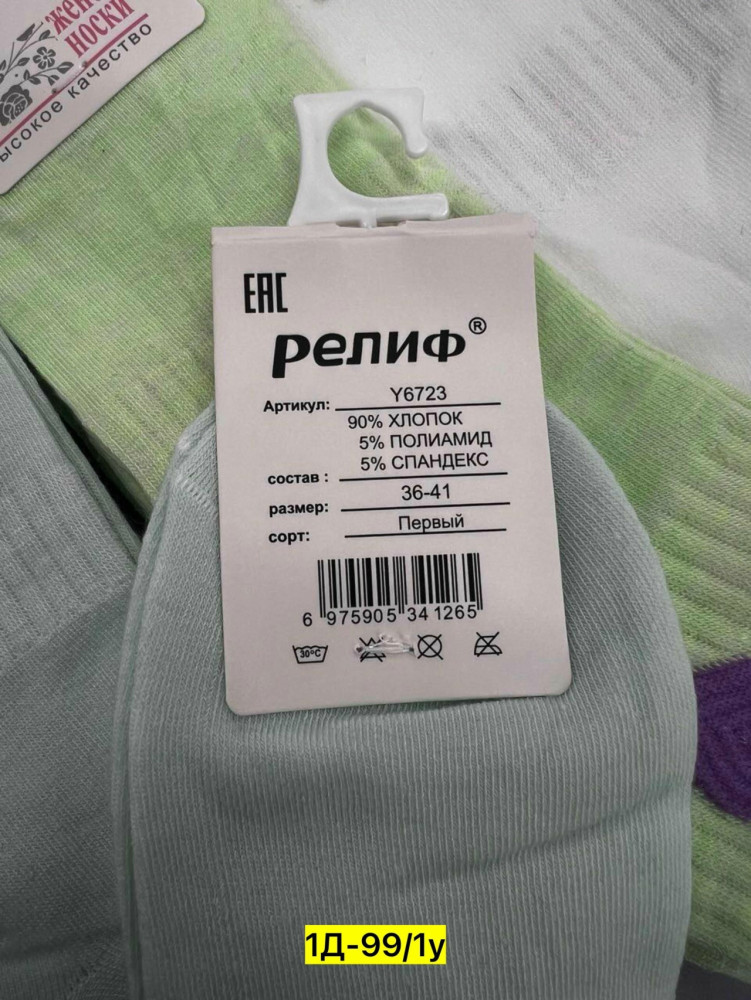 НОСКИ
ысокое качество
ЕАС
Релиф®
Артикул: Y6723
90% ХЛОПОК
5% ПОЛИАМИД
5% СПАНДЕКС
состав :
размер: 36-41
сорт: Первый
6 975905 341265
30°C
1Д-99/1у